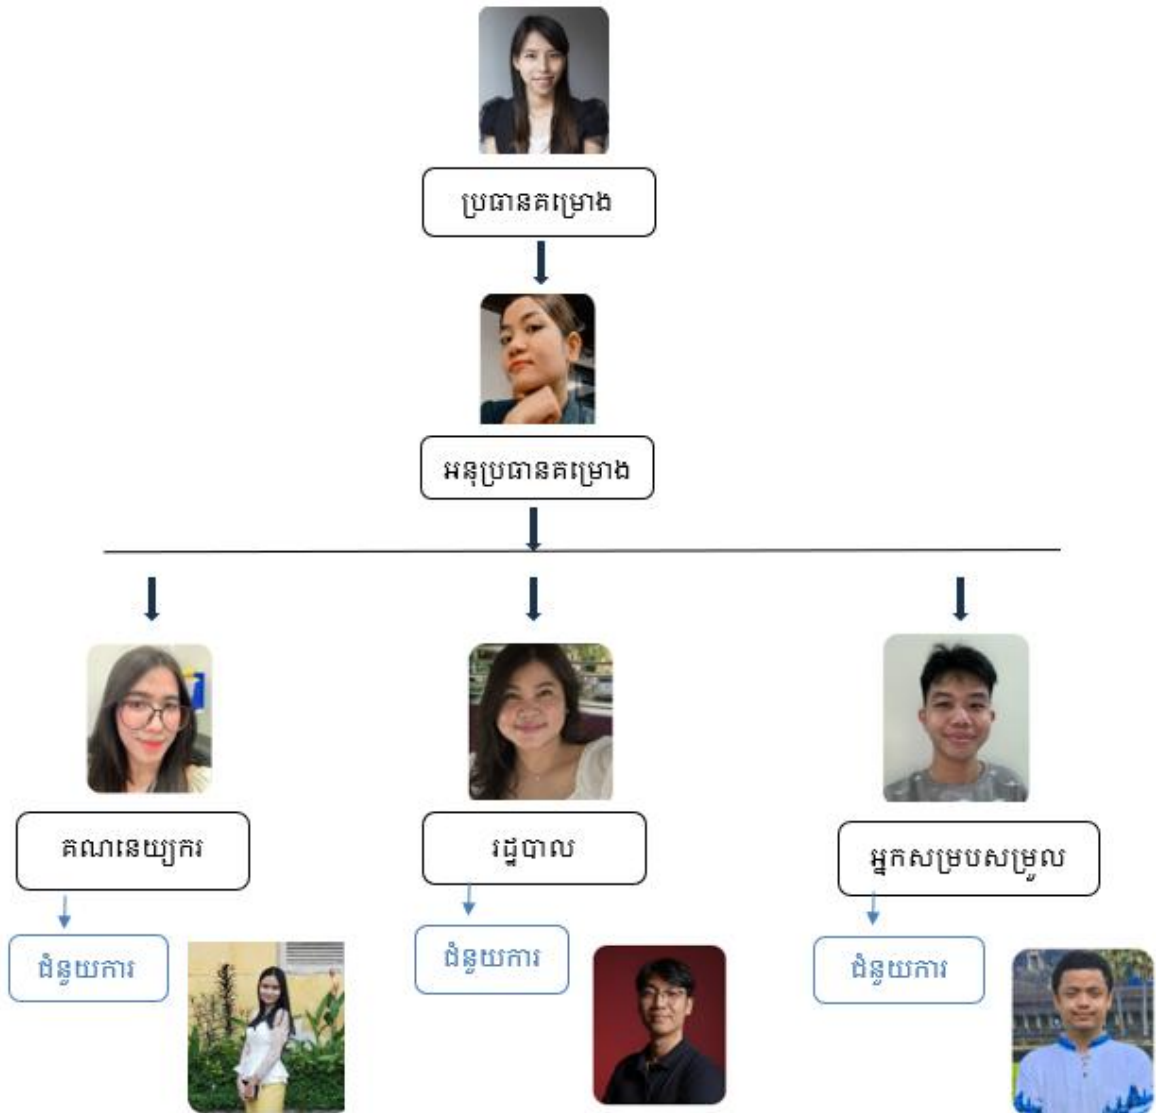 ប្រធានគម្រោង
អនុប្រធានគម្រោង
គណនេយ្យករ
រដ្ឋបាល
អ្នកសម្របសម្រួល
ជំនួយការ
ជំនួយការ
ជំនួយការ